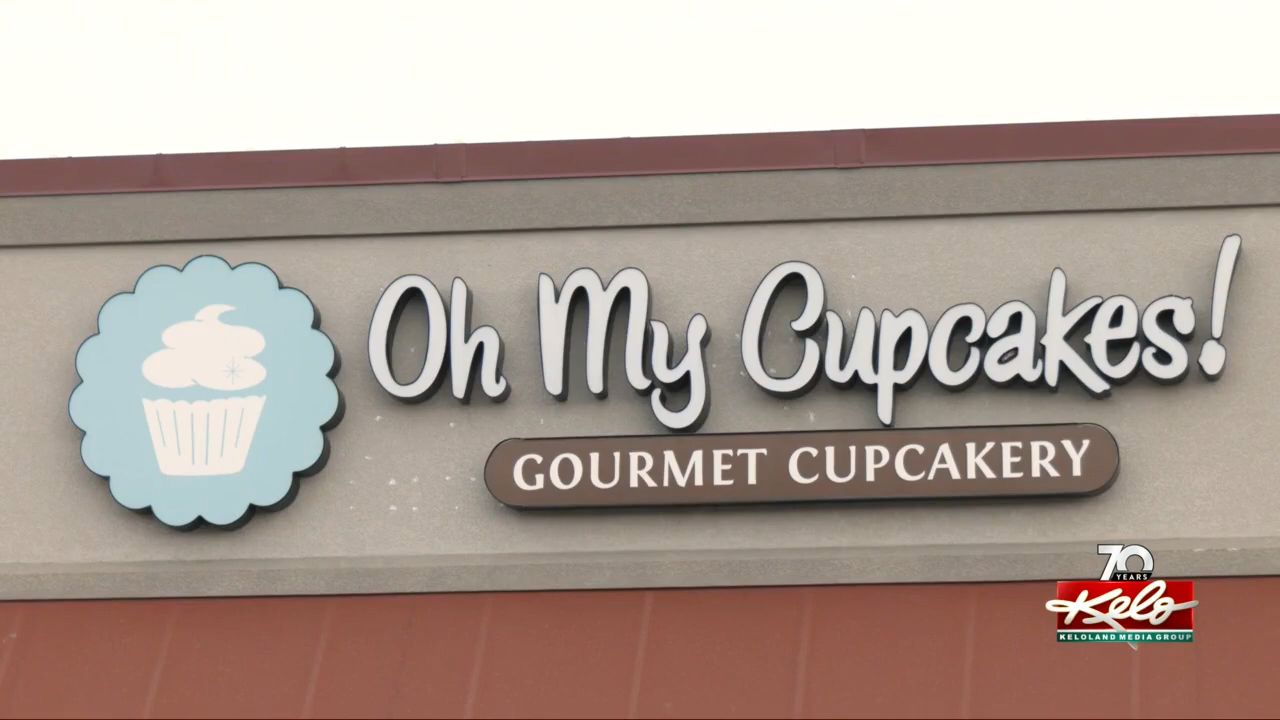 Oh My Cupcakes!
GOURMET CUPCAKERY
70
YEARS
Kelo
KELOLAND MEDIA GROUP